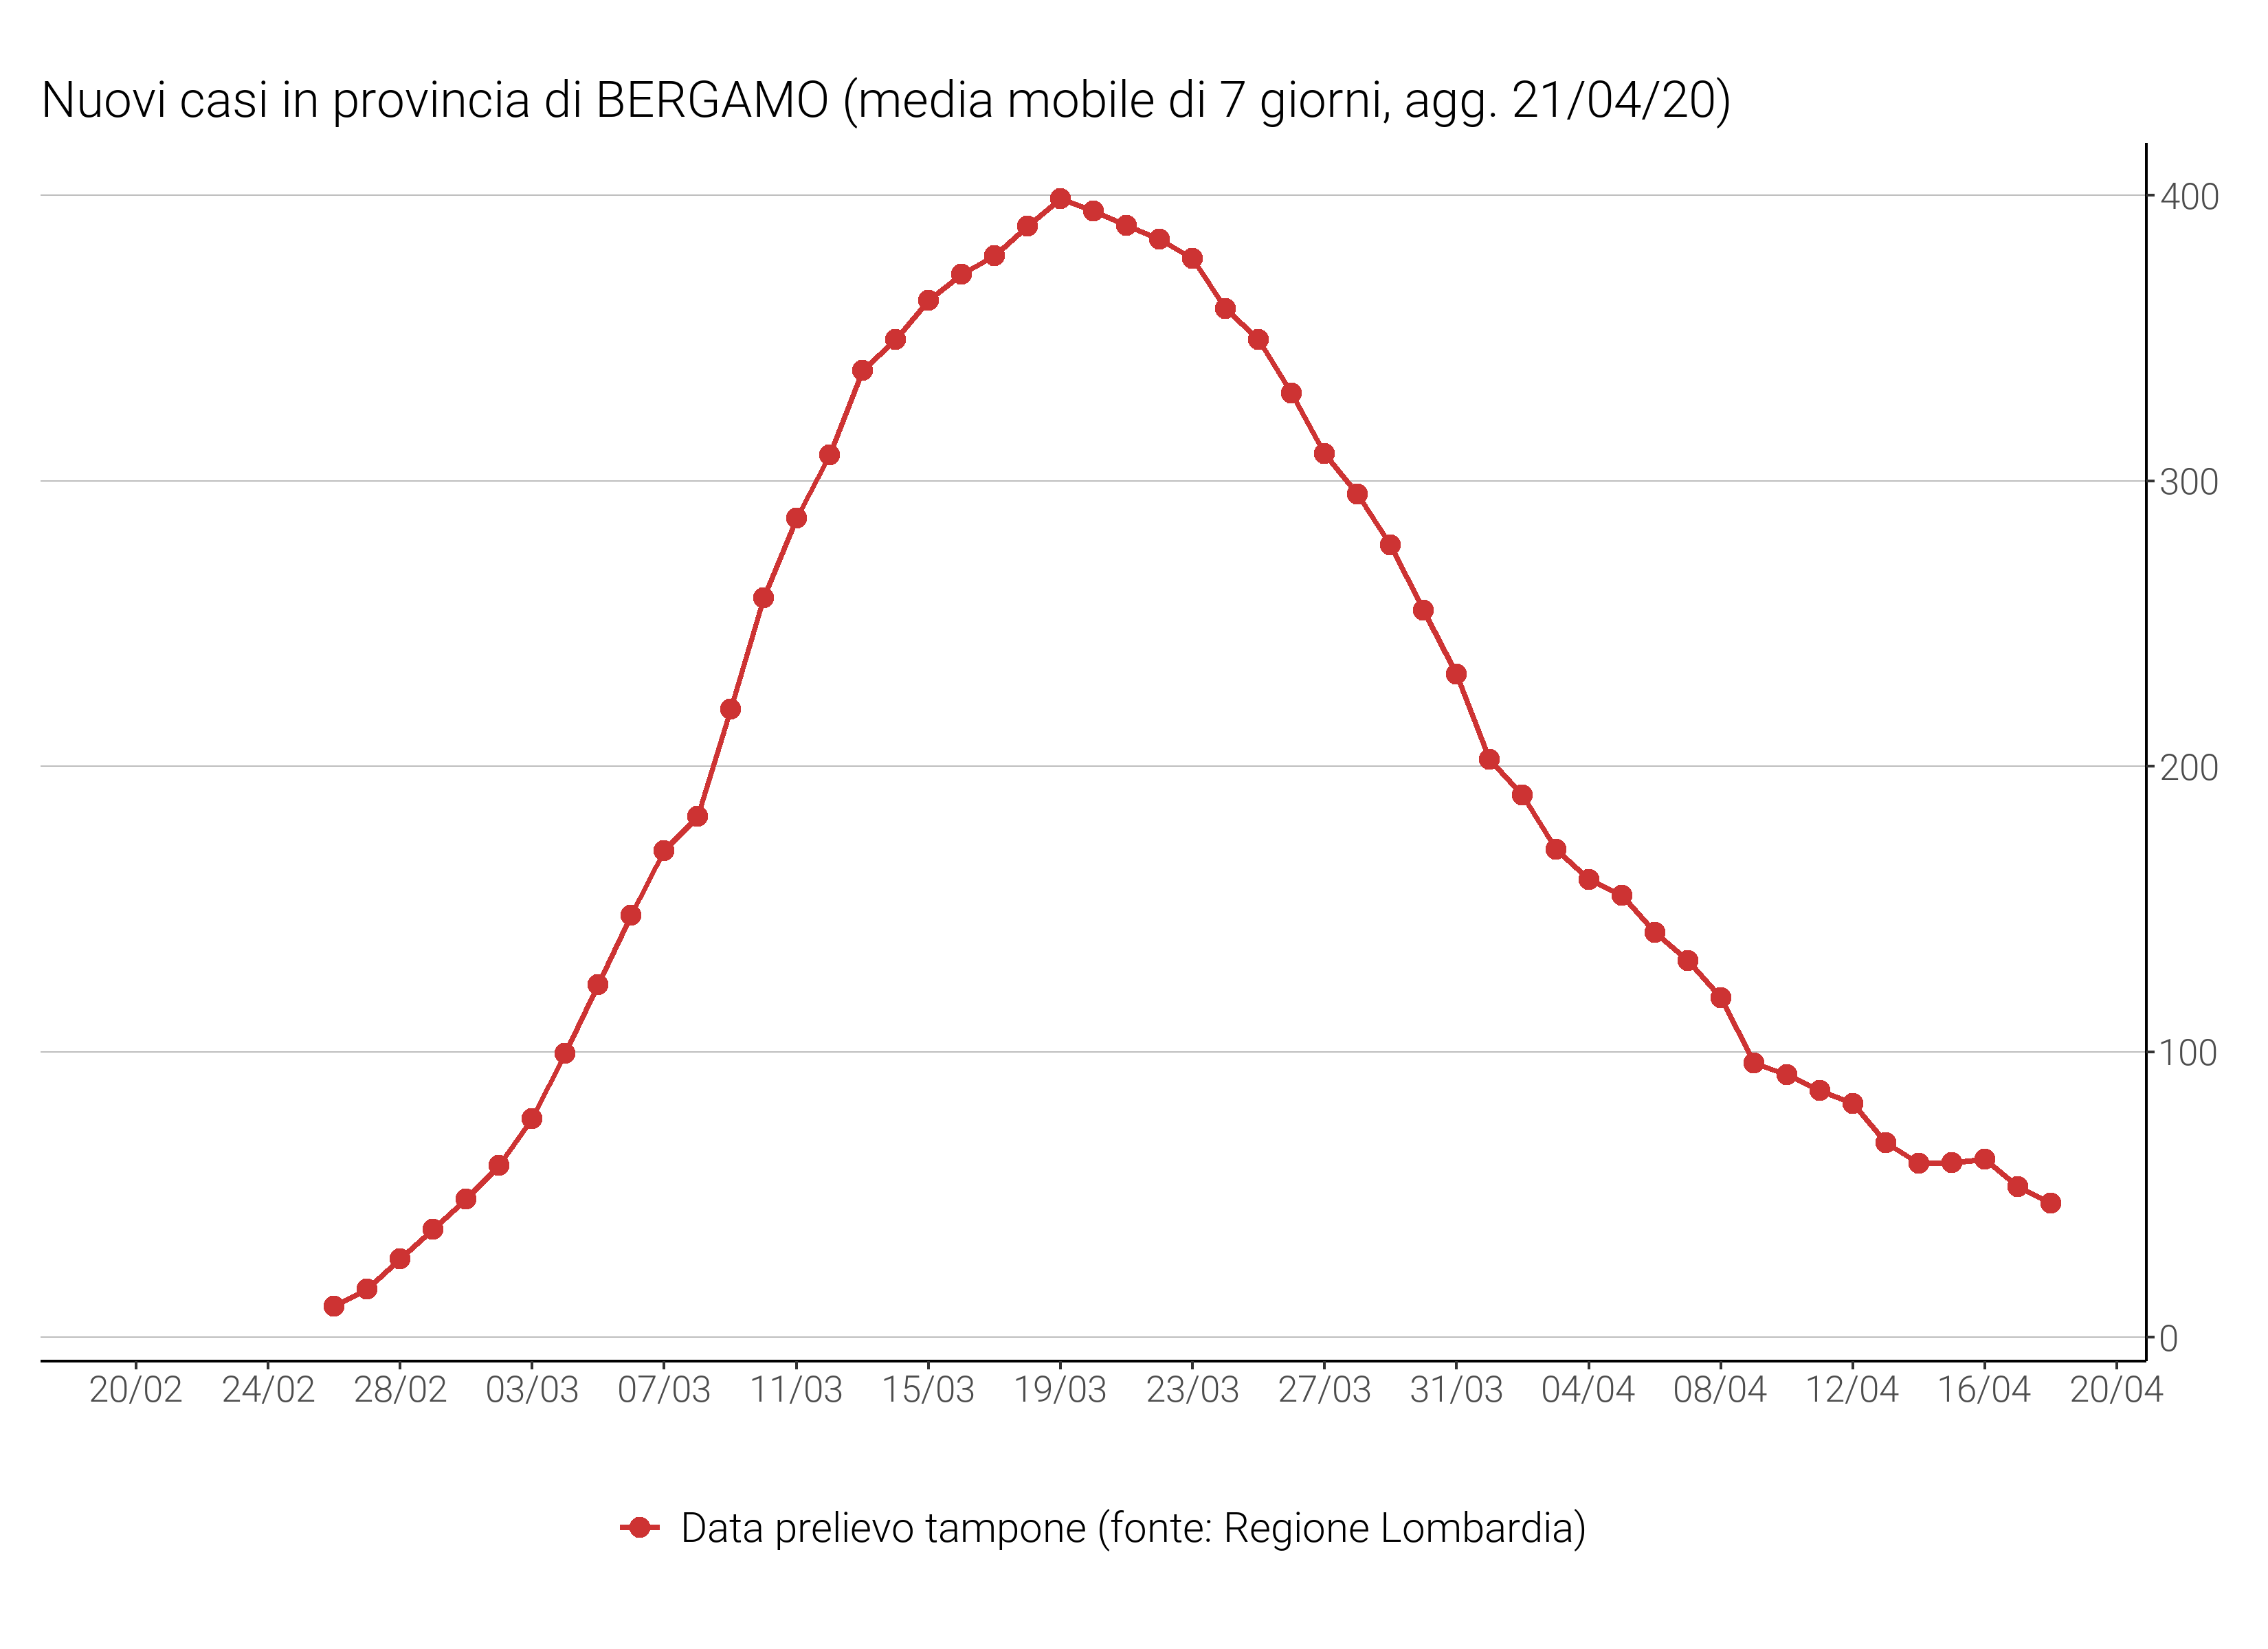 Nuovi casi in provincia di BERGAMO (media mobile di 7 giorni, agg. 21/04/20)
400
300
200
100
0
20/02 24/02 28/02 03/03 07/03 11/03 15/03 19/03 23/03 27/03 31/03 04/04 08/04 12/04 16/04 20/04
Data prelievo tampone (fonte: Regione Lombardia)